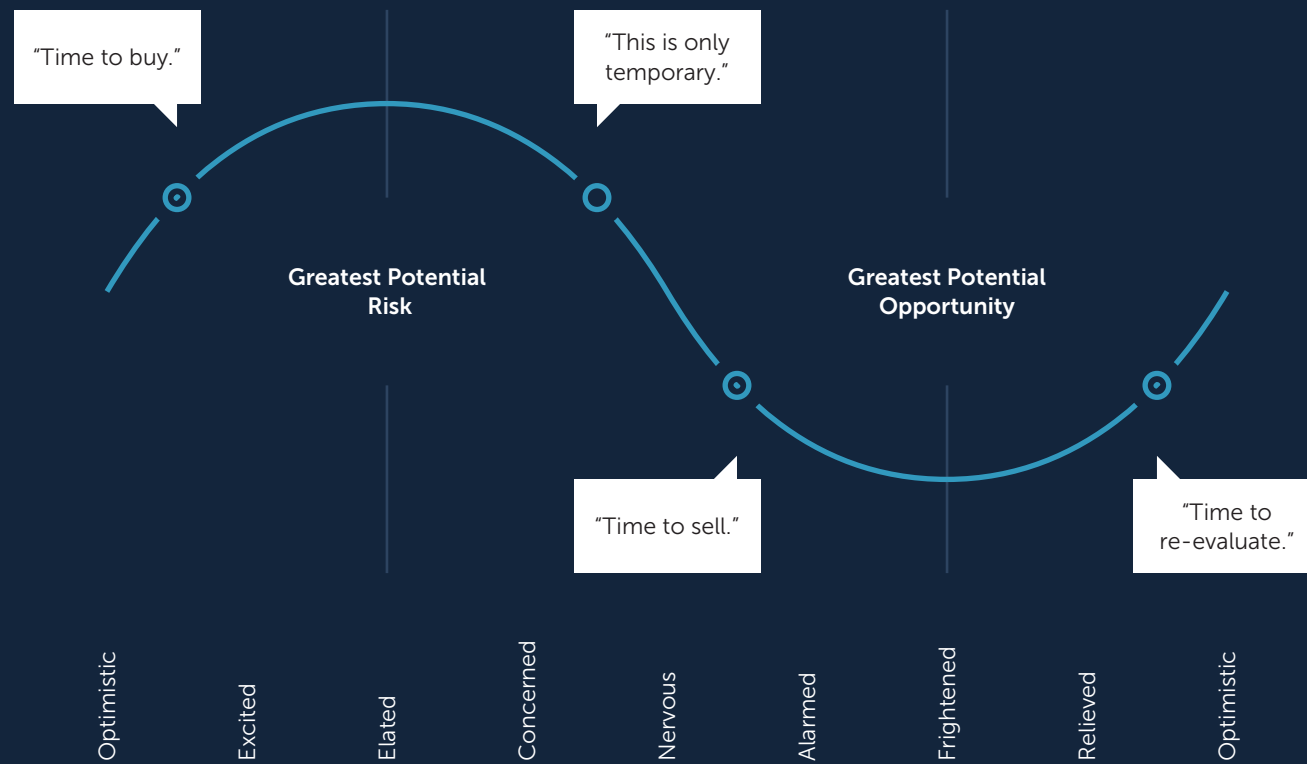 “Time to buy.”
“This is only
temporary.”
Greatest Potential
Risk
Greatest Potential
Opportunity
“Time to sell.”
“Time to
re-evaluate.”
Optimistic
Excited
Elated
Concerned
Nervous
Alarmed
Frightened
Relieved
Optimistic